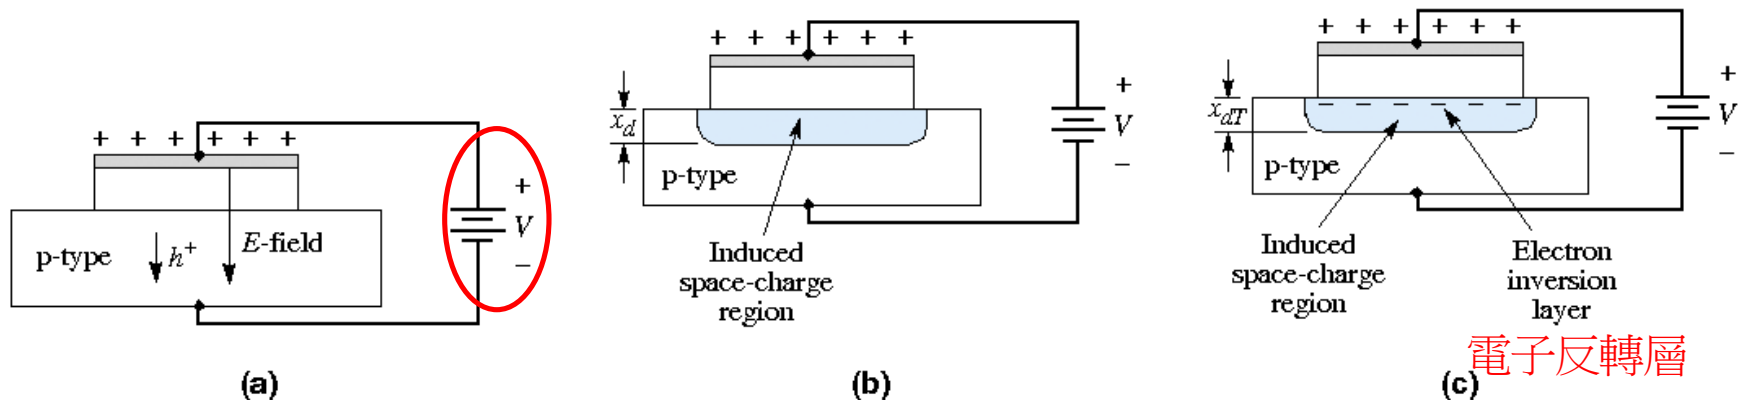 + + + + + +
p-type
h+
E-field
+
V
−
(a)
+ + + + + +
xd
p-type
+
V
−
Induced
space-charge
region
(b)
+ + + + + +
xdT
− − − − − −
p-type
+
V
−
Induced
space-charge
region
Electron
inversion
layer
電子反轉層
(c)